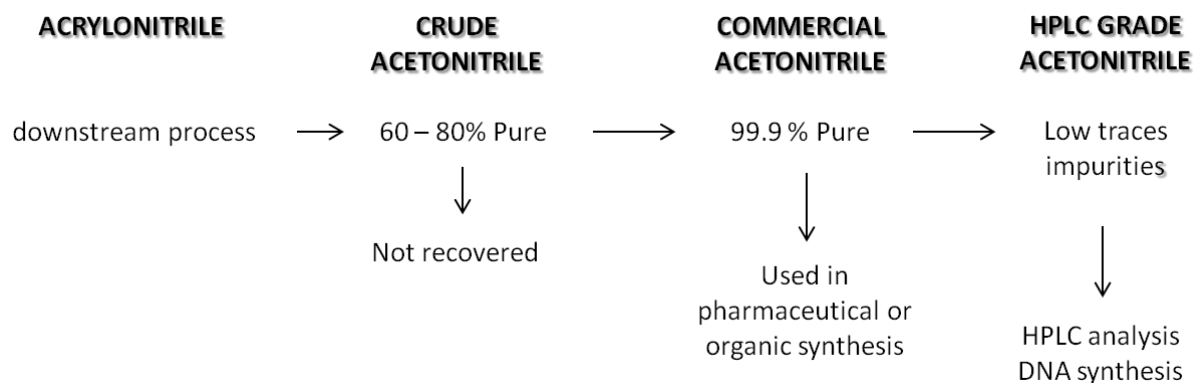 ACRYLONITRILE
CRUDE
ACETONITRILE
COMMERCIAL
ACETONITRILE
HPLC GRADE
ACETONITRILE
downstream process
60 – 80% Pure
99.9 % Pure
Low traces
impurities
Not recovered
Used in
pharmaceutical or
organic synthesis
HPLC analysis
DNA synthesis